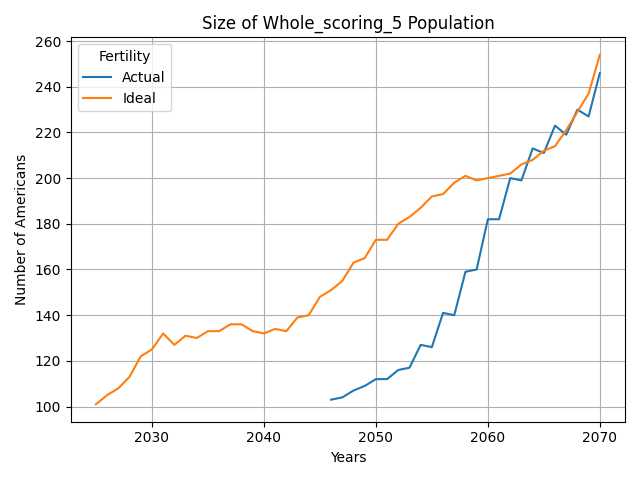 Size of Whole_scoring_5 Population
Fertility
Actual
Ideal
Number of Americans
260
240
220
200
180
160
140
120
100
2030 2040 2050 2060 2070
Years